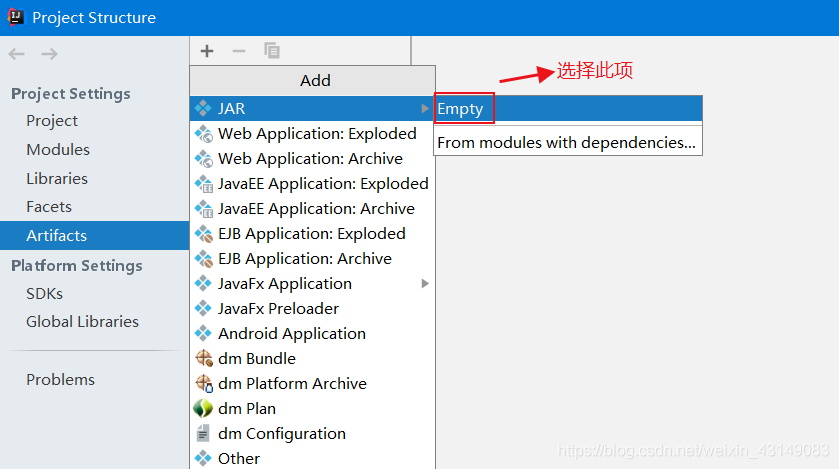 Project Structure
Project Settings
Project
Modules
Libraries
Facets
Artifacts
Platform Settings
SDKs
Global Libraries
Problems
Add
JAR
Web Application: Exploded
Web Application: Archive
JavaEE Application: Exploded
JavaEE Application: Archive
EJB Application: Exploded
EJB Application: Archive
JavaFx Application
JavaFx Preloader
Android Application
dm Bundle
dm Platform Archive
dm Plan
dm Configuration
Other
选择此项
Empty
From modules with dependencies...
https://blog.csdn.net/weixin_43149083